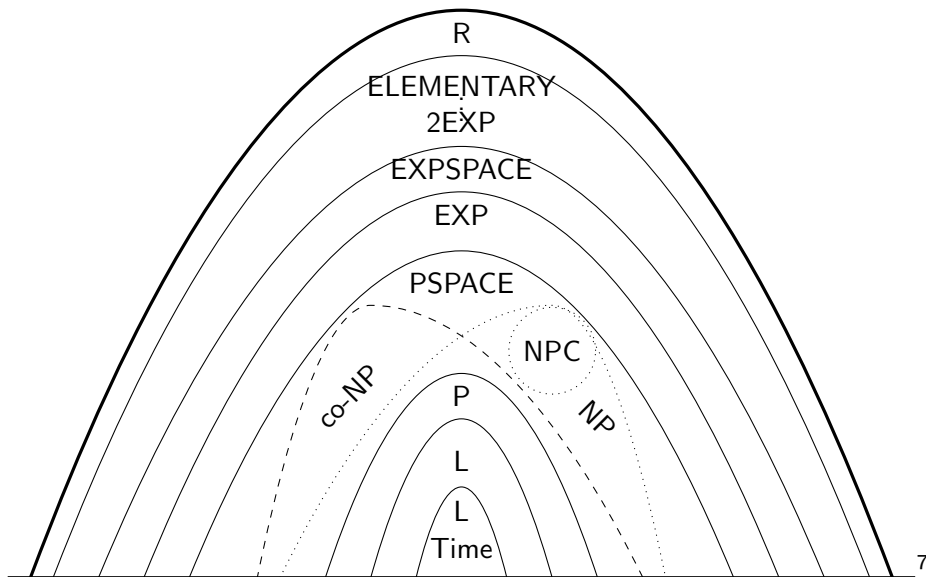 R
ELEMENTARY
⋮
2EXP
EXPSPACE
EXP
PSPACE
NPC
co-NP
P
NP
L
L
Time
7